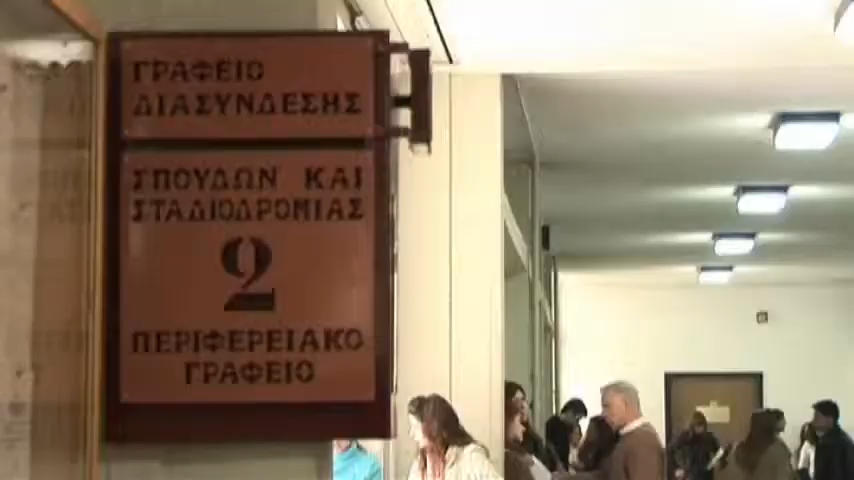 ΓΡΑΦΕΙΟ
ΔΙΑΣΥΝΔΕΣΗΣ
ΣΠΟΥΔΩΝ ΚΑΙ
ΣΤΑΔΙΟΔΡΟΜΙΑΣ
2
ΠΕΡΙΦΕΡΕΙΑΚΟ
ΓΡΑΦΕΙΟ